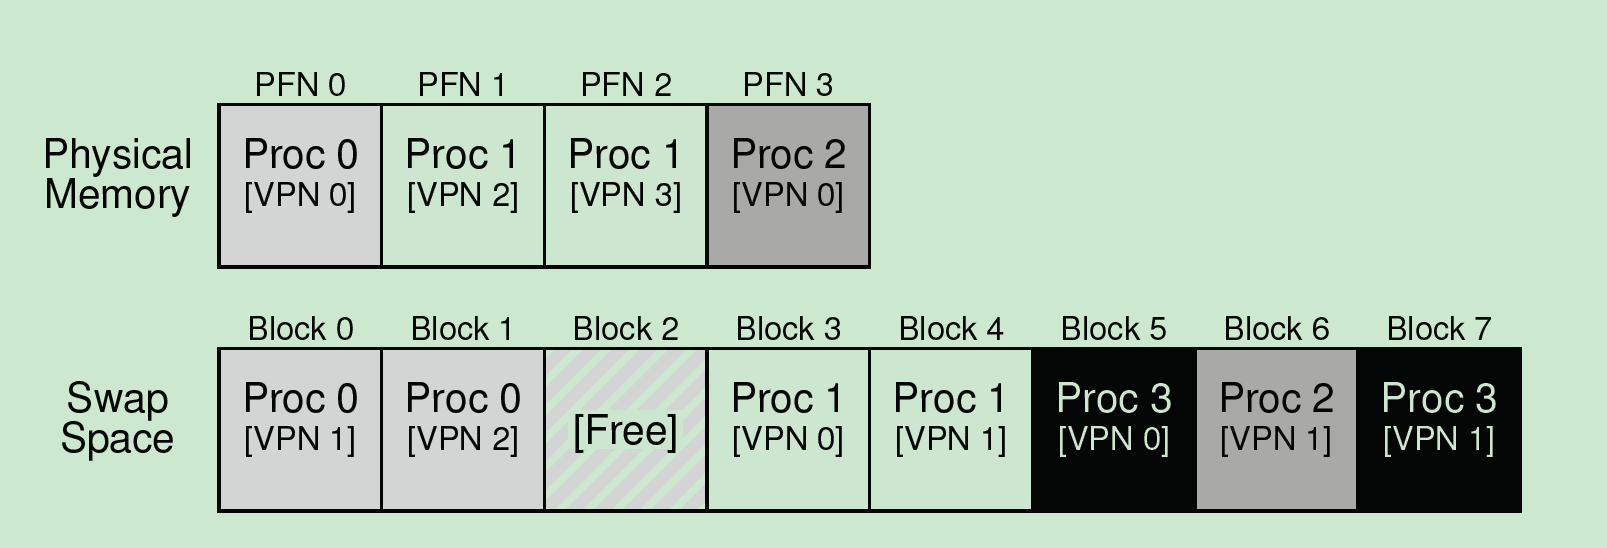 PFN 0 PFN 1 PFN 2 PFN 3
Physical
Memory
Proc 0 Proc 1 Proc 1 Proc 2
[VPN 0] [VPN 2] [VPN 3] [VPN 0]
Block 0 Block 1 Block 2 Block 3 Block 4 Block 5 Block 6 Block 7
Swap
Space
Proc 0 Proc 0 [Free] Proc 1 Proc 1 Proc 3 Proc 2 Proc 3
[VPN 1] [VPN 2] [VPN 0] [VPN 1] [VPN 0] [VPN 1] [VPN 1]